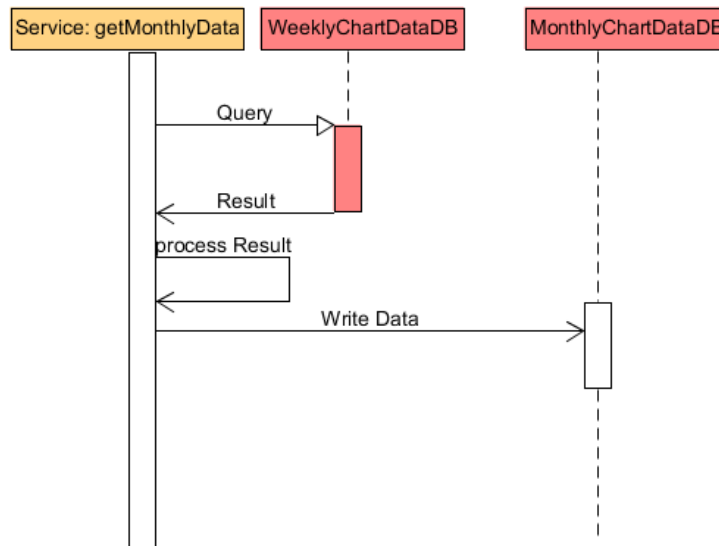 Service: getMonthlyData
WeeklyChartDataDB
MonthlyChartDataDB
Query
Result
process Result
Write Data